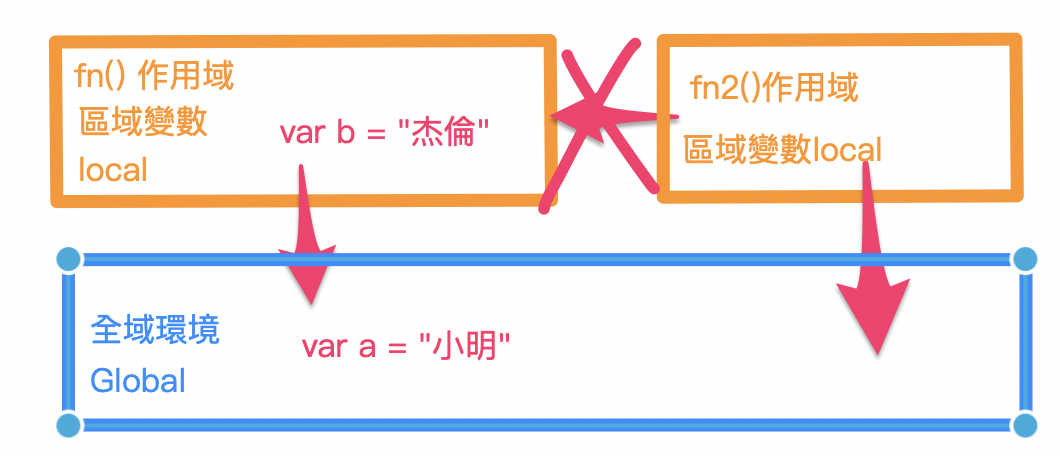 fn() 作用域
區域變數
local
var b = "杰倫"
fn2()作用域
區域變數local
全域環境
Global
var a = "小明"